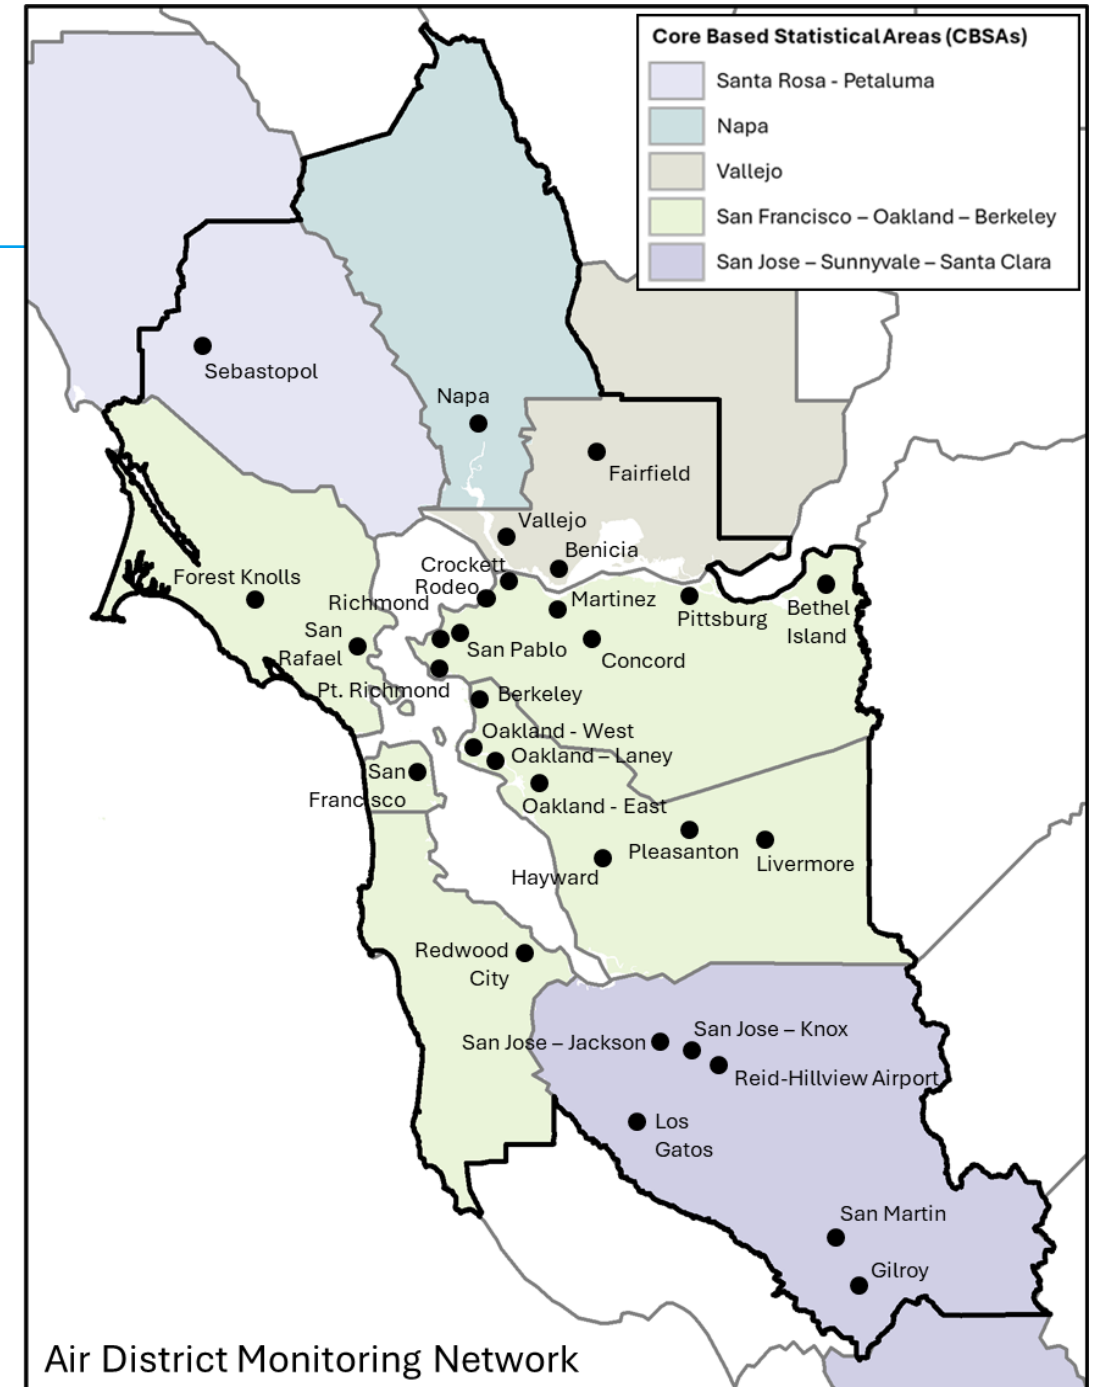 Core Based Statistical Areas (CBSAs)
Santa Rosa - Petaluma
Napa
Vallejo
San Francisco – Oakland – Berkeley
San Jose – Sunnyvale – Santa Clara
Sebastopol
Napa
Fairfield
Vallejo
Benicia
Crockett
Rodeo
Forest Knolls
Richmond
Martinez
Pittsburg
Bethel
Island
San
Rafael
San Pablo
Concord
Pt. Richmond
Berkeley
Oakland - West
Oakland – Laney
San
Francisco
Oakland - East
Pleasanton
Livermore
Hayward
Redwood
City
San Jose – Knox
San Jose – Jackson
Reid-Hillview Airport
Los
Gatos
San Martin
Gilroy
Air District Monitoring Network